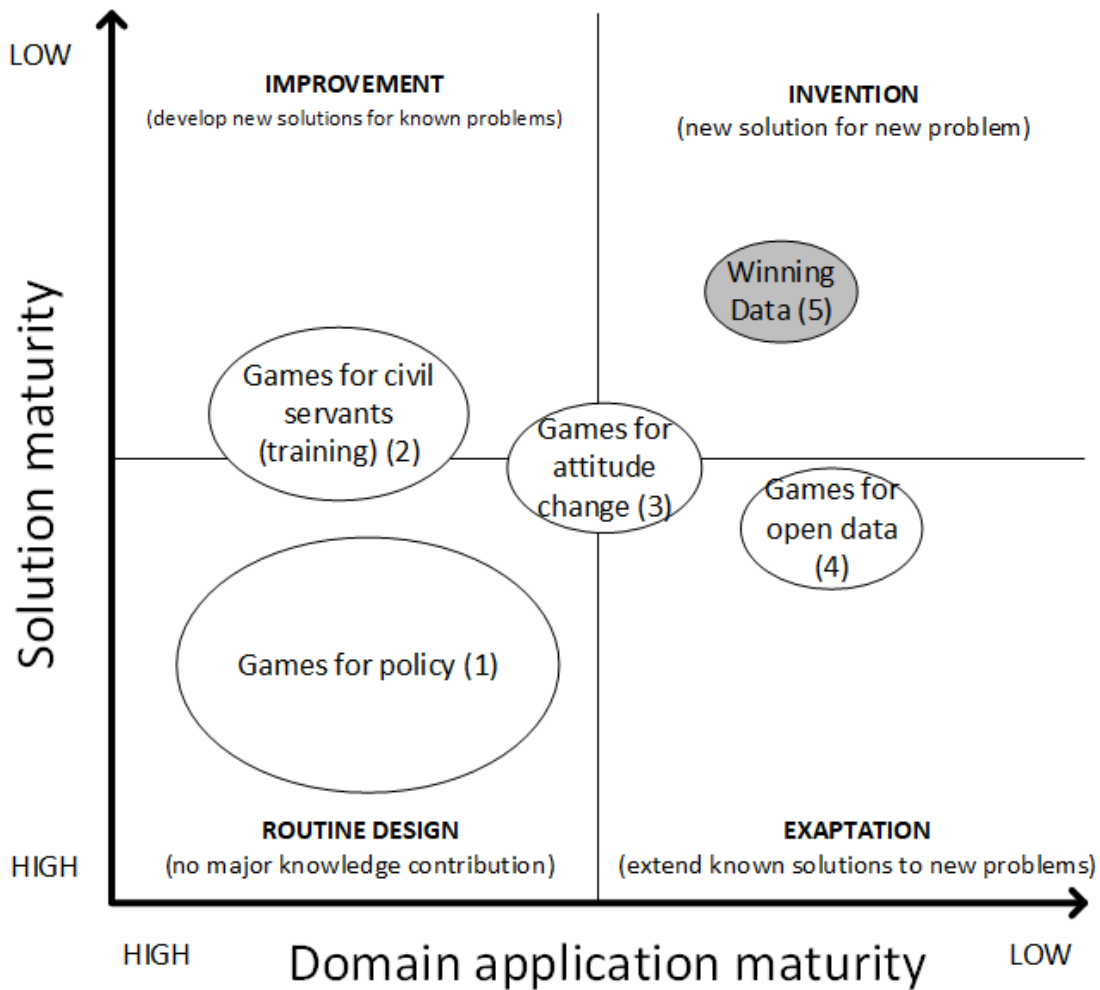 LOW
IMPROVEMENT
(develop new solutions for known problems)
INVENTION
(new solution for new problem)
Winning
Data (5)
Games for civil
servants
(training) (2)
Games for
attitude
change (3)
Games for
open data
(4)
Games for policy (1)
Solution maturity
ROUTINE DESIGN
(no major knowledge contribution)
EXAPTATION
(extend known solutions to new problems)
HIGH
HIGH
Domain application maturity
LOW